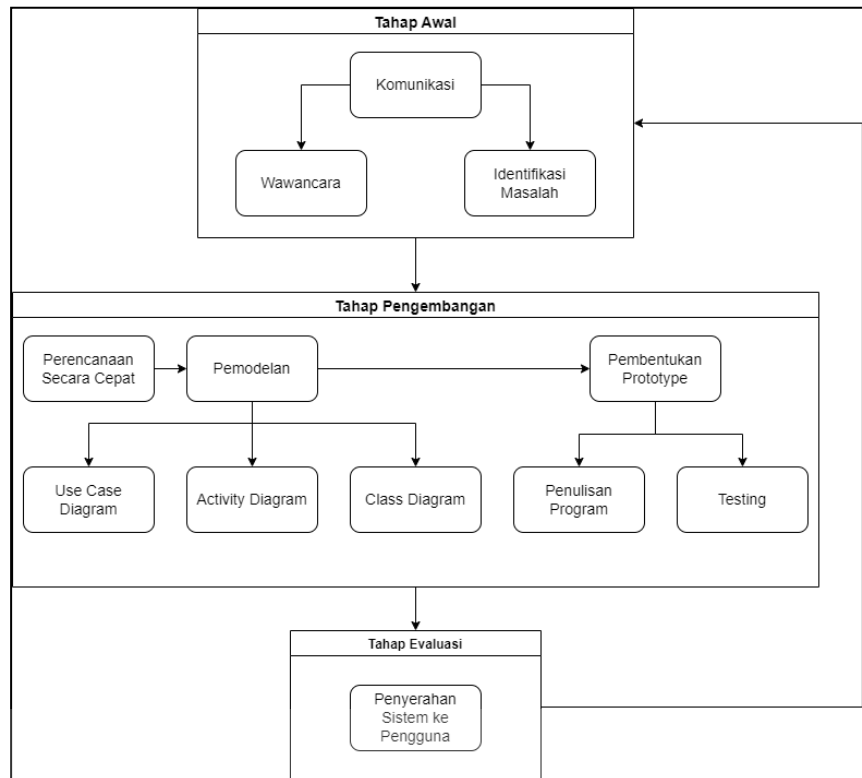 Tahap Awal
Komunikasi
Wawancara
Identifikasi
Masalah
Tahap Pengembangan
Perencanaan
Secara Cepat
Pemodelan
Pembentukan
Prototype
Use Case
Diagram
Activity Diagram
Class Diagram
Penulisan
Program
Testing
Tahap Evaluasi
Penyerahan
Sistem ke
Pengguna